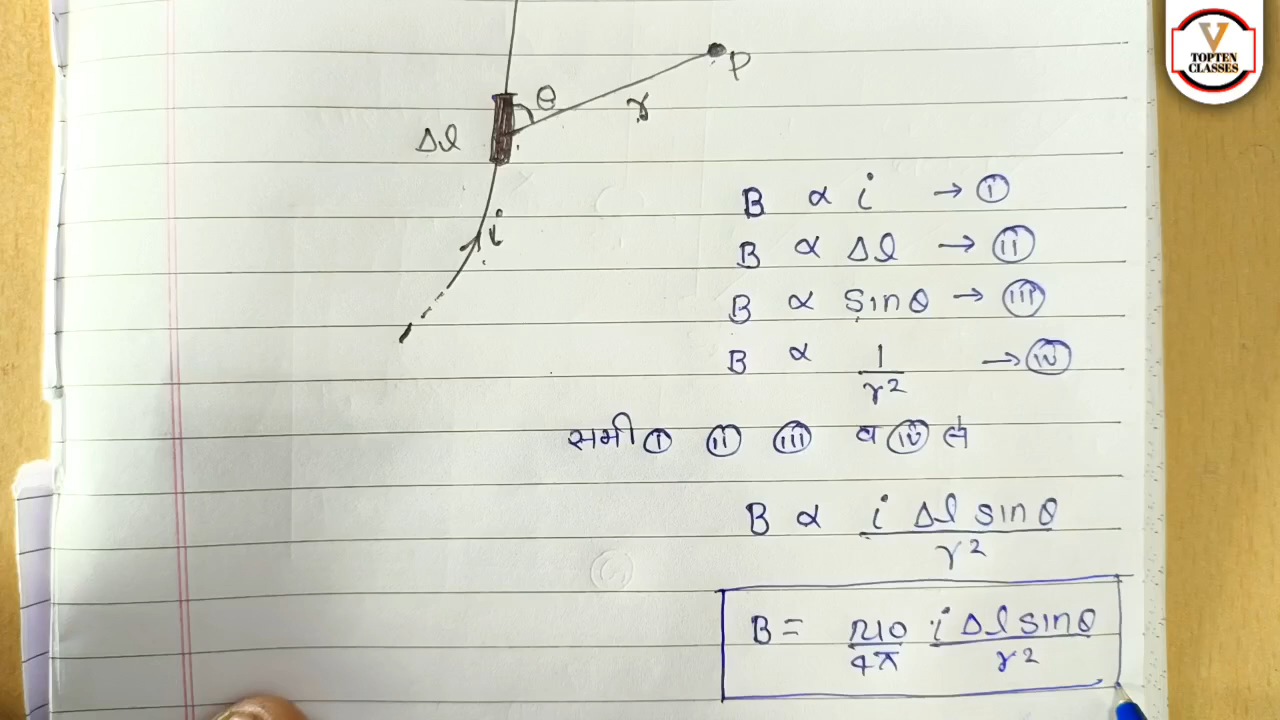 V
TOPTEN
CLASSES
P
θ
r
Δl
i
B ∝ i → (i)
B ∝ Δl → (ii)
B ∝ sinθ → (iii)
B ∝ 1/r² → (iv)
सभी (i) (ii) (iii) व (iv) से
B ∝ i Δl sinθ / r²
B = μ0/4π i Δl sinθ / r²